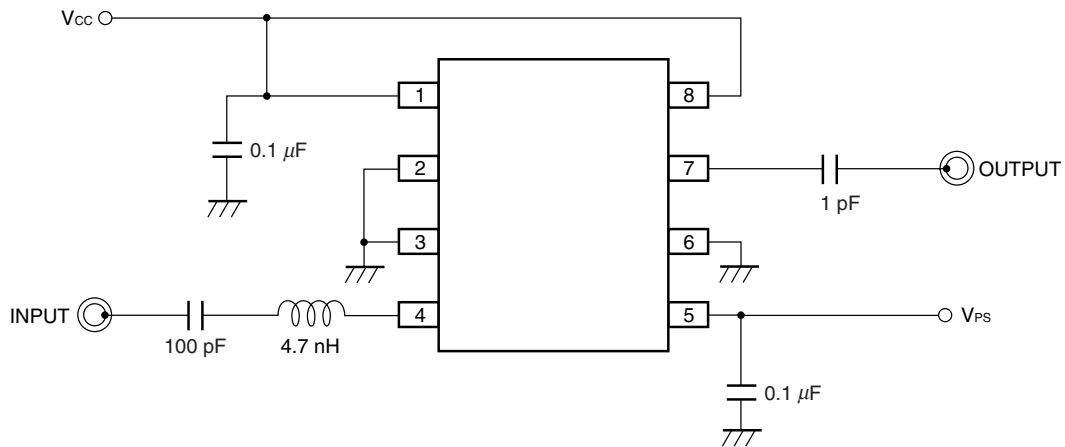 VCC
1
8
0.1 μF
2
7
OUTPUT
1 pF
3
6
INPUT
4
5
VPS
100 pF
4.7 nH
0.1 μF